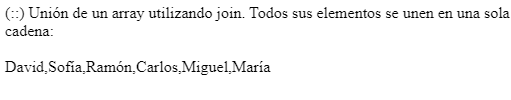 (::) Unión de un array utilizando join. Todos sus elementos se unen en una sola
cadena:
David,Sofía,Ramón,Carlos,Miguel,María